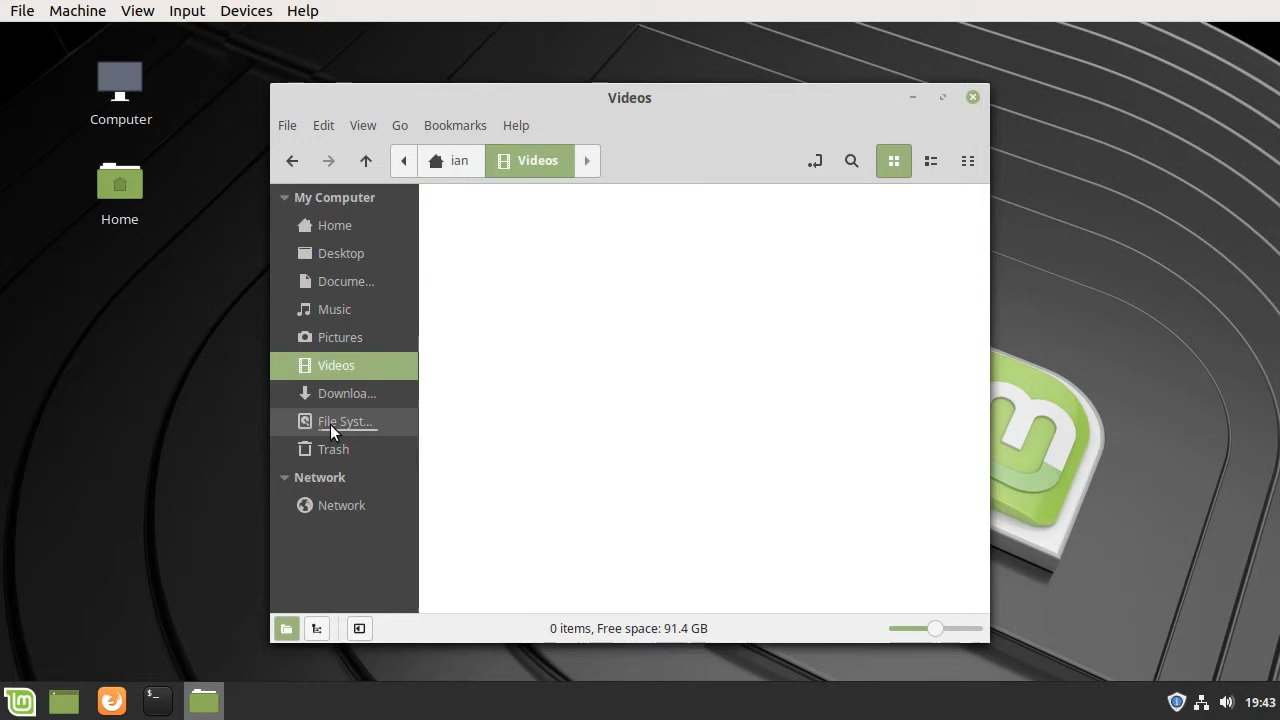 File Machine View Input Devices Help
Computer
Home
Videos
File Edit View Go Bookmarks Help
ian Videos
My Computer
Home
Desktop
Docume...
Music
Pictures
Videos
Downloa...
File Syst...
Trash
Network
Network
0 items, Free space: 91.4 GB
19:43